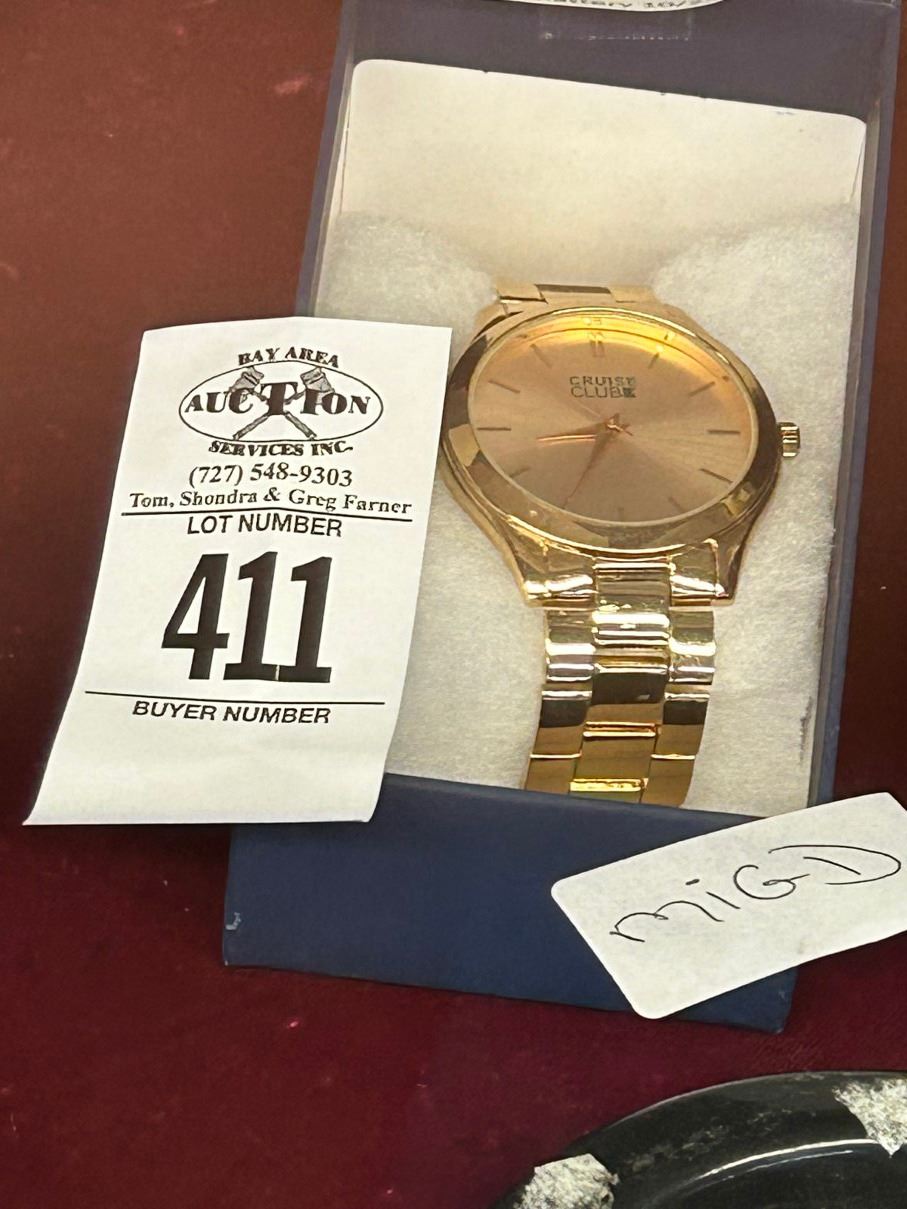 BAY AREA
AUCTION
SERVICES INC.
(727) 548-9303
Tom, Shondra & Greg Farner
LOT NUMBER
411
BUYER NUMBER
CRUISE
CLUB
MIG-D